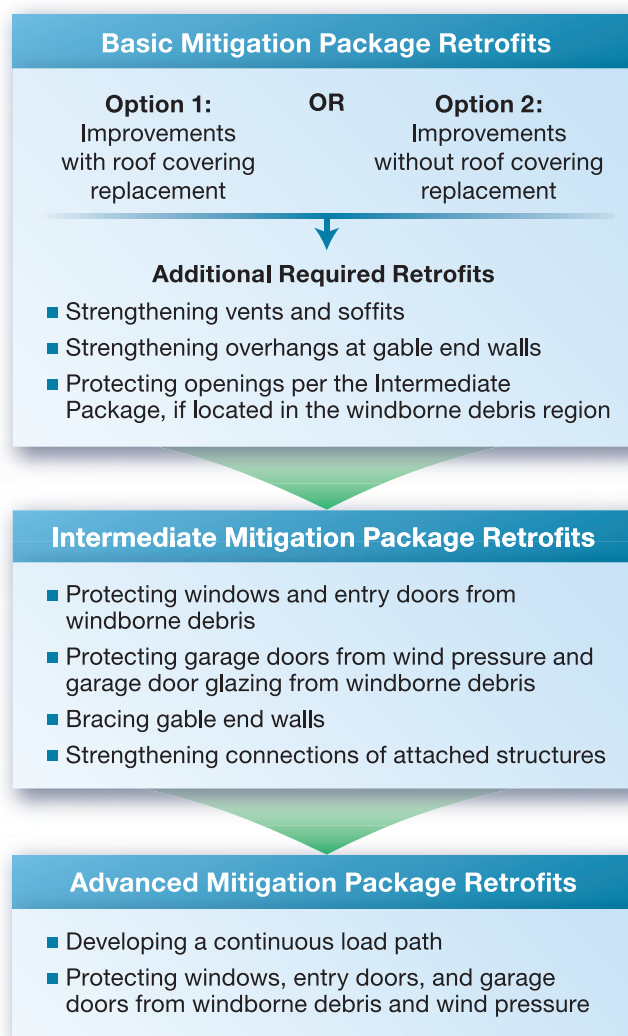 Basic Mitigation Package Retrofits
Option 1:
Improvements
with roof covering
replacement
OR
Option 2:
Improvements
without roof covering
replacement
Additional Required Retrofits
■ Strengthening vents and soffits
■ Strengthening overhangs at gable end walls
■ Protecting openings per the Intermediate
Package, if located in the windborne debris region
Intermediate Mitigation Package Retrofits
■ Protecting windows and entry doors from
windborne debris
■ Protecting garage doors from wind pressure and
garage door glazing from windborne debris
■ Bracing gable end walls
■ Strengthening connections of attached structures
Advanced Mitigation Package Retrofits
■ Developing a continuous load path
■ Protecting windows, entry doors, and garage
doors from windborne debris and wind pressure